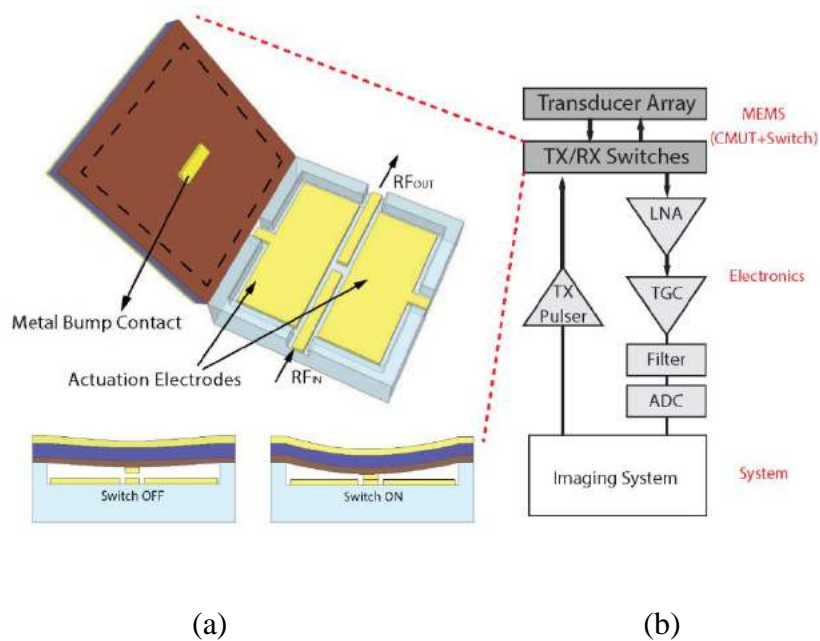 RFOUT
Metal Bump Contact
Actuation Electrodes
RFIN
Switch OFF
Switch ON
(a)
Transducer Array
MEMS
(CMUT+Switch)
TX/RX Switches
LNA
Electronics
TX
Pulser
TGC
Filter
ADC
Imaging System
System
(b)